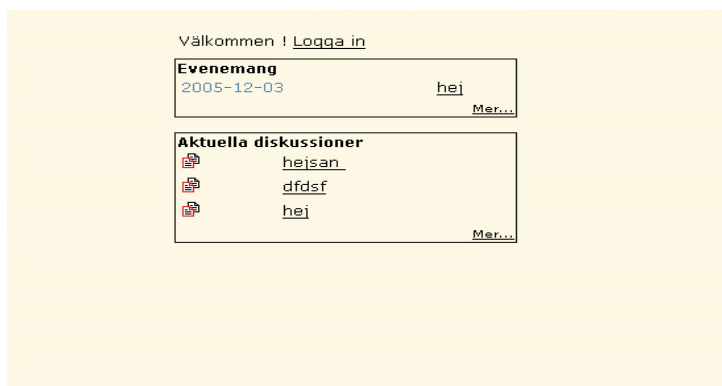 Välkommen ! Logga in
Evenemang
2005-12-03 hej
Mer...
Aktuella diskussioner
hejsan
dfdsf
hej
Mer...